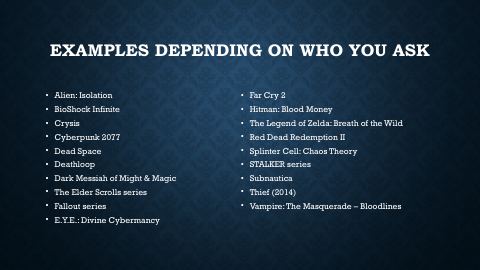 EXAMPLES DEPENDING ON WHO YOU ASK
• Alien: Isolation
• BioShock Infinite
• Crysis
• Cyberpunk 2077
• Dead Space
• Deathloop
• Dark Messiah of Might & Magic
• The Elder Scrolls series
• Fallout series
• E.Y.E.: Divine Cybermancy
• Far Cry 2
• Hitman: Blood Money
• The Legend of Zelda: Breath of the Wild
• Red Dead Redemption II
• Splinter Cell: Chaos Theory
• STALKER series
• Subnautica
• Thief (2014)
• Vampire: The Masquerade – Bloodlines